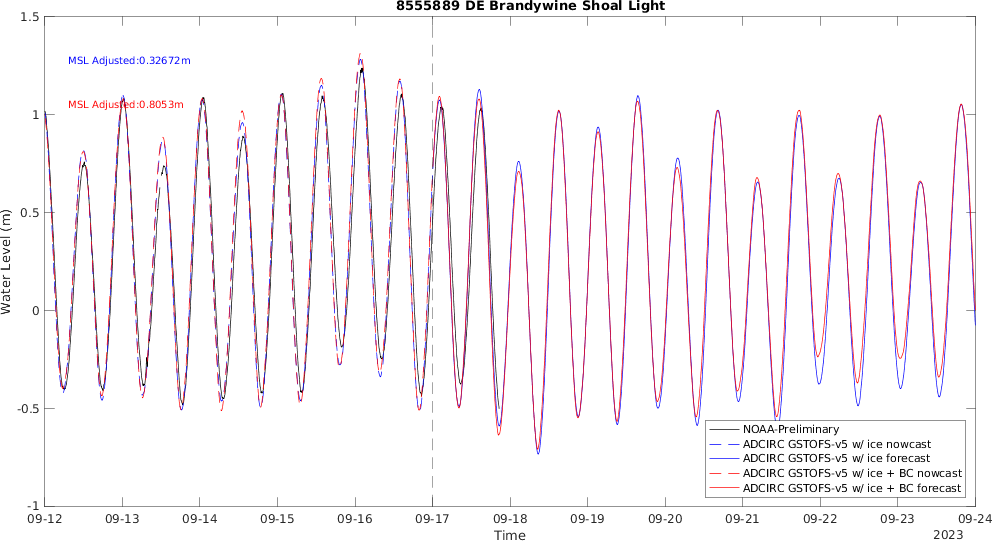 8555889 DE Brandywine Shoal Light
1.5
1
0.5
0
-0.5
-1
Water Level (m)
MSL Adjusted:0.32672m
MSL Adjusted:0.8053m
NOAA-Preliminary
ADCIRC GSTOFS-v5 w/ ice nowcast
ADCIRC GSTOFS-v5 w/ ice forecast
ADCIRC GSTOFS-v5 w/ ice + BC nowcast
ADCIRC GSTOFS-v5 w/ ice + BC forecast
09-12 09-13 09-14 09-15 09-16 09-17 09-18 09-19 09-20 09-21 09-22 09-23 09-24
Time
2023